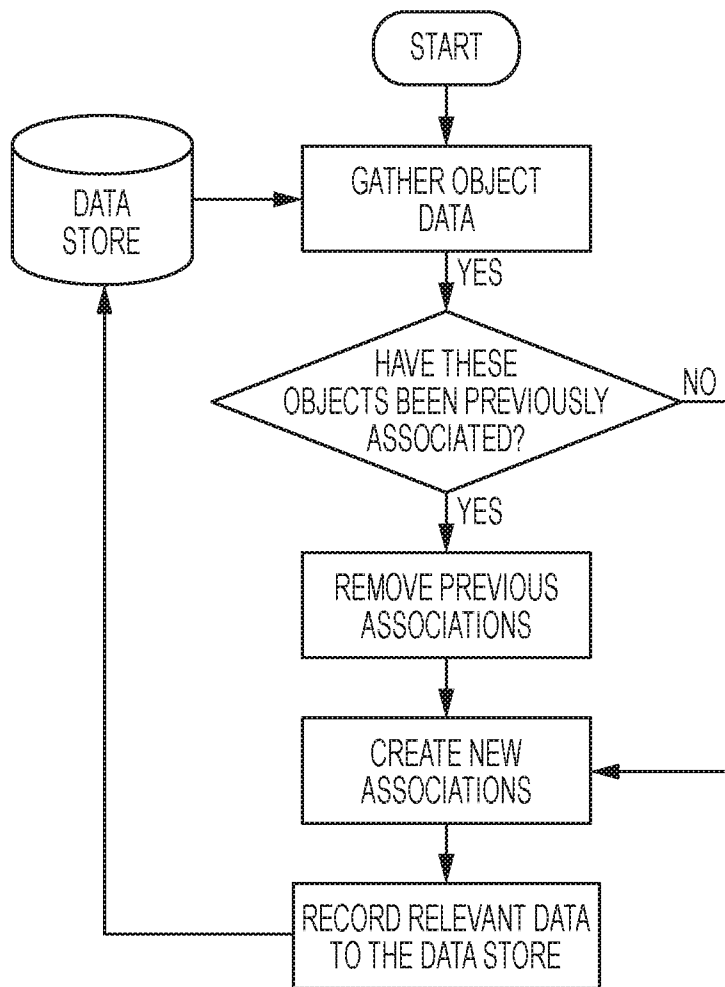 START
DATA
STORE
GATHER OBJECT
DATA
YES
HAVE THESE
OBJECTS BEEN PREVIOUSLY
ASSOCIATED?
NO
YES
REMOVE PREVIOUS
ASSOCIATIONS
CREATE NEW
ASSOCIATIONS
RECORD RELEVANT DATA
TO THE DATA STORE